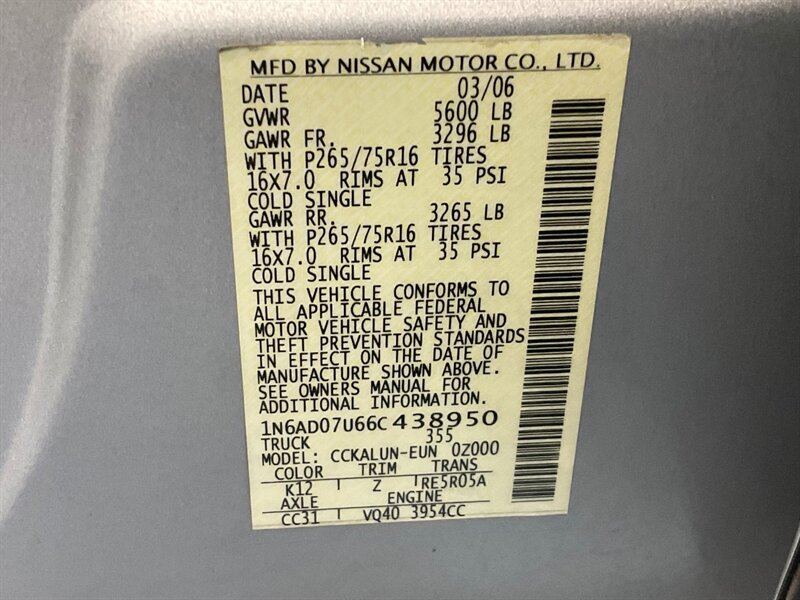 MFD BY NISSAN MOTOR CO., LTD.
DATE 03/06
GVWR 5600 LB
GAWR FR. 3296 LB
WITH P265/75R16 TIRES
16X7.0 RIMS AT 35 PSI
COLD SINGLE
GAWR RR. 3265 LB
WITH P265/75R16 TIRES
16X7.0 RIMS AT 35 PSI
COLD SINGLE
THIS VEHICLE CONFORMS TO
ALL APPLICABLE FEDERAL
MOTOR VEHICLE SAFETY AND
THEFT PREVENTION STANDARDS
IN EFFECT ON THE DATE OF
MANUFACTURE SHOWN ABOVE.
SEE OWNERS MANUAL FOR
ADDITIONAL INFORMATION.
1N6AD07U66C438950
TRUCK 355
MODEL: CCKALUN-EUN 0Z000
COLOR TRIM TRANS
K12 Z RE5R05A
AXLE ENGINE
CC31 VQ40 3954CC